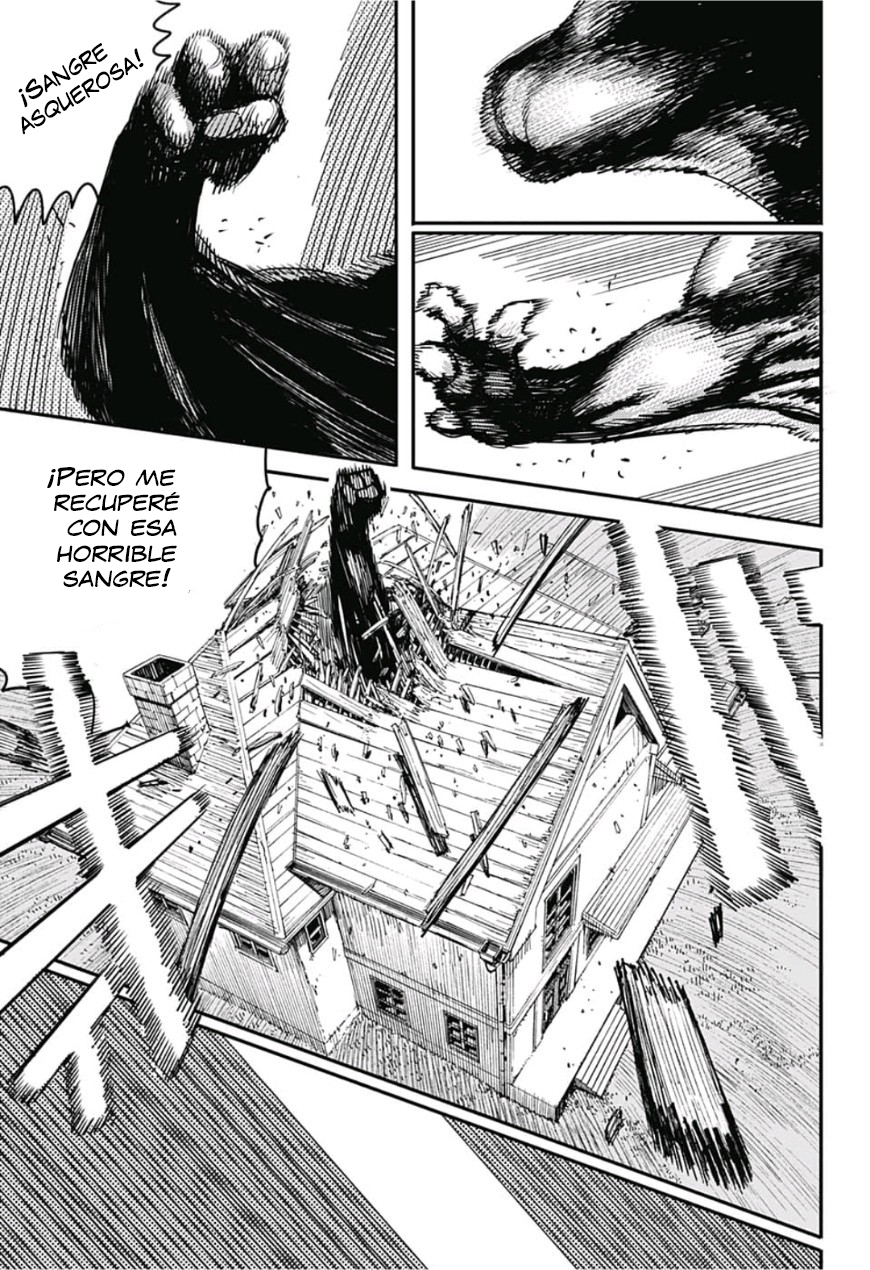 ¡SANGRE
ASQUEROSA!
¡PERO ME
RECUPERÉ
CON ESA
HORRIBLE
SANGRE!